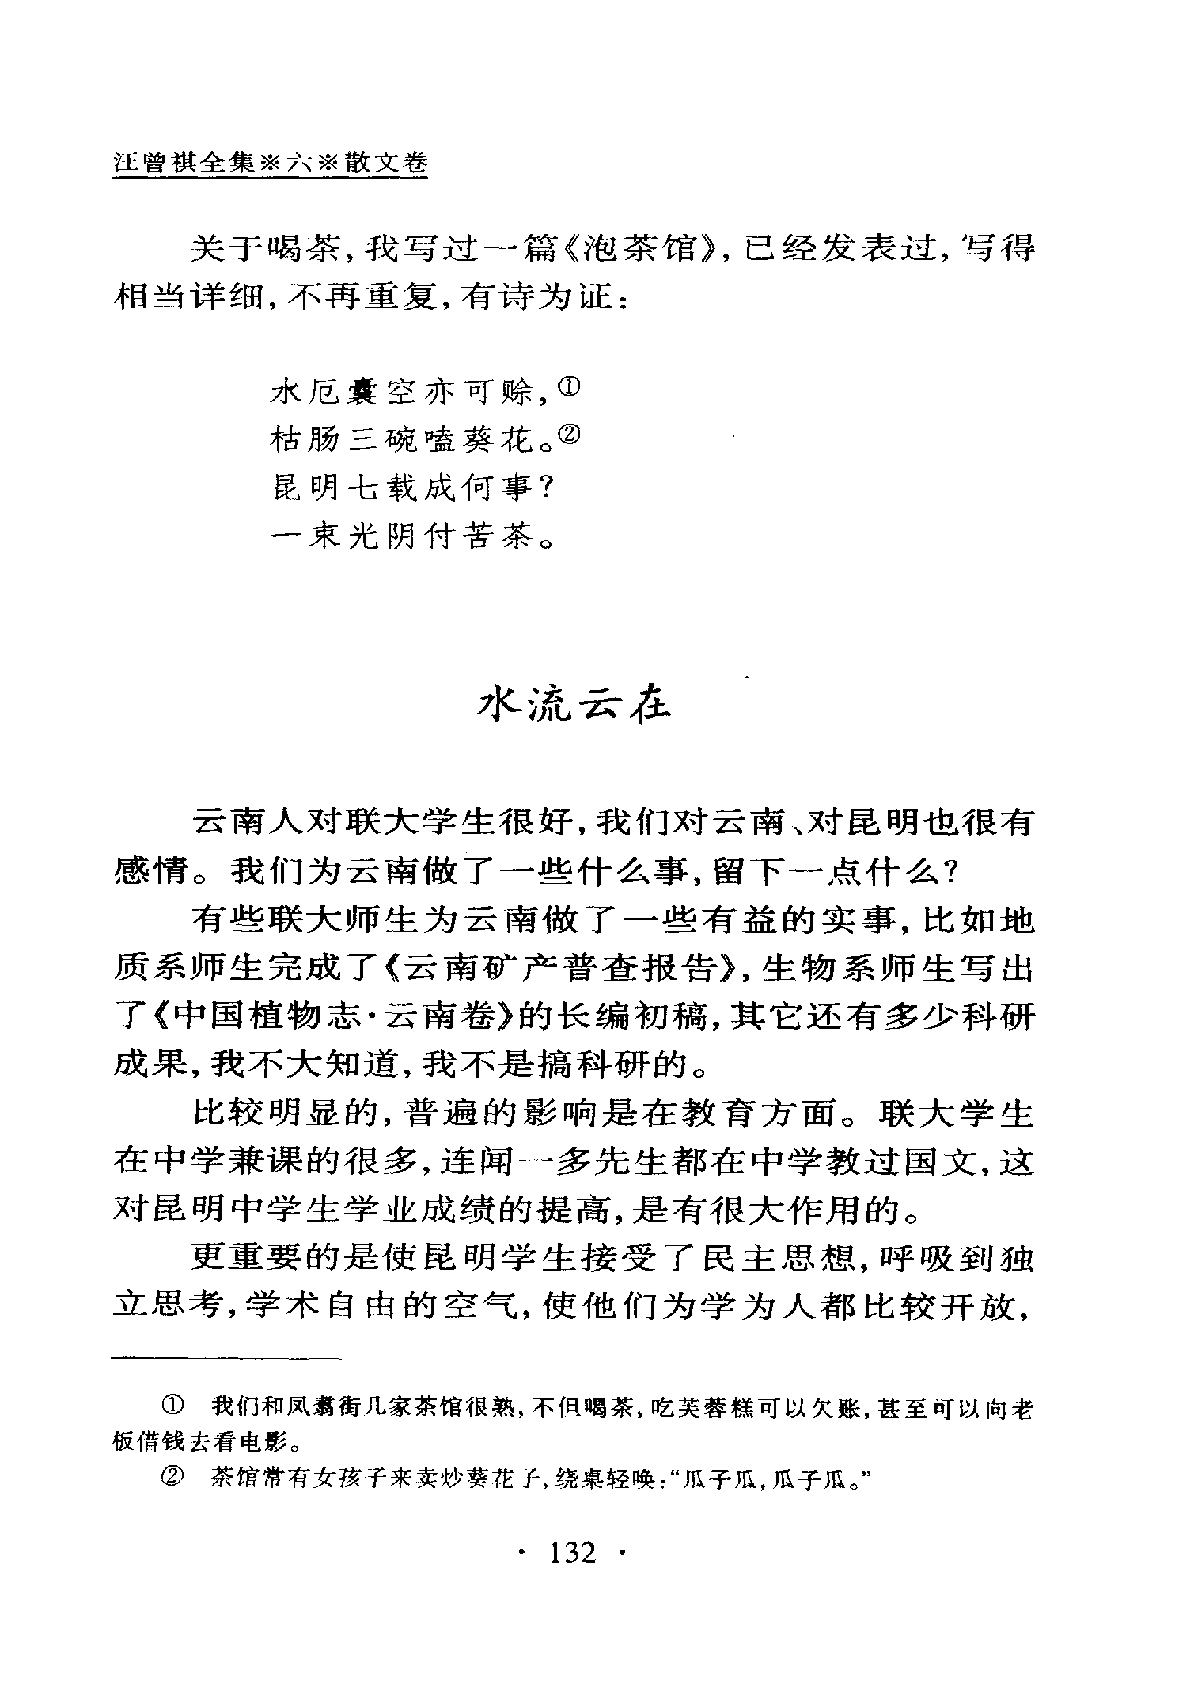 汪曾祺全集※六※散文卷
关于喝茶，我写过一篇《泡茶馆》，已经发表过，写得
相当详细，不再重复，有诗为证：
水厄囊空亦可赊，①
枯肠三碗嗑葵花。②
昆明七载成何事？
一束光阴付苦茶。
水流云在
云南人对联大学生很好，我们对云南、对昆明也很有
感情。我们为云南做了一些什么事，留下一点什么？
有些联大师生为云南做了一些有益的实事，比如地
质系师生完成了《云南矿产普查报告》，生物系师生写出
了《中国植物志·云南卷》的长编初稿，其它还有多少科研
成果，我不大知道，我不是搞科研的。
比较明显的，普遍的影响是在教育方面。联大学生
在中学兼课的很多，连闻一多先生都在中学教过国文，这
对昆明中学生学业成绩的提高，是有很大作用的。
更重要的是使昆明学生接受了民主思想，呼吸到独
立思考，学术自由的空气，使他们为学为人都比较开放，
① 我们和凤翥街几家茶馆很熟，不但喝茶，吃芙蓉糕可以欠账，甚至可以向老
板借钱去看电影。
② 茶馆常有女孩子来卖炒葵花子，绕桌轻唤：“瓜子瓜，瓜子瓜。”
· 132 ·